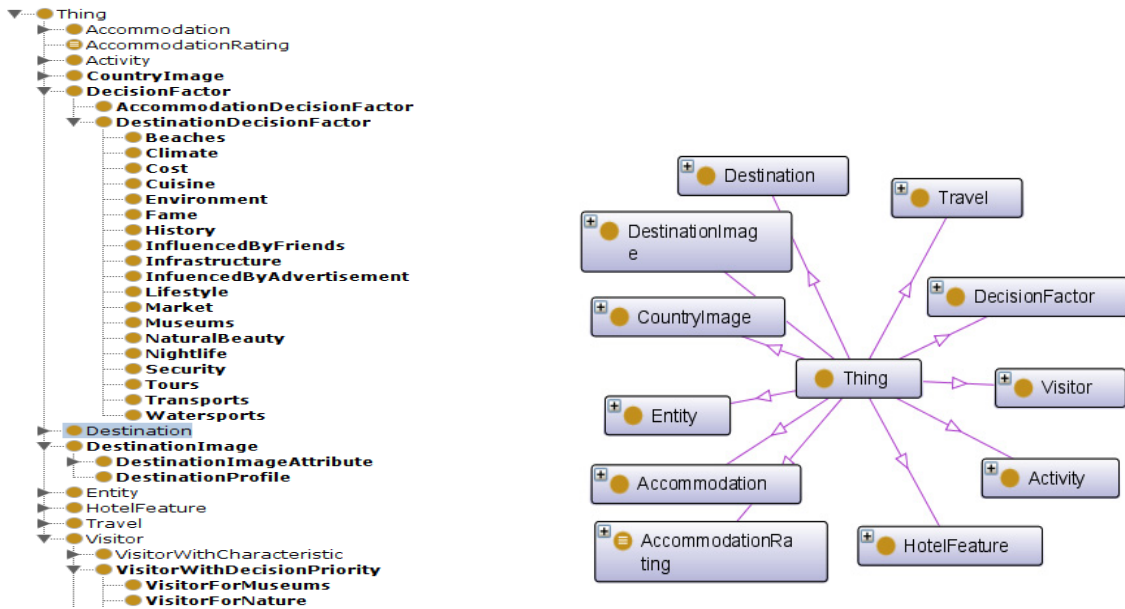 Thing
Accommodation
AccommodationRating
Activity
CountryImage
DecisionFactor
AccommodationDecisionFactor
DestinationDecisionFactor
Beaches
Climate
Cost
Cuisine
Environment
Fame
History
InfluencedByFriends
Infrastructure
InfuencedByAdvertisement
Lifestyle
Market
Museums
NaturalBeauty
Nightlife
Security
Tours
Transports
Watersports
Destination
DestinationImage
DestinationImageAttribute
DestinationProfile
Entity
HotelFeature
Travel
Visitor
VisitorWithCharacteristic
VisitorWithDecisionPriority
VisitorForMuseums
VisitorForNature
Destination
Travel
DestinationImag
e
DecisionFactor
CountryImage
Thing
Visitor
Entity
Accommodation
Activity
AccommodationRa
ting
HotelFeature